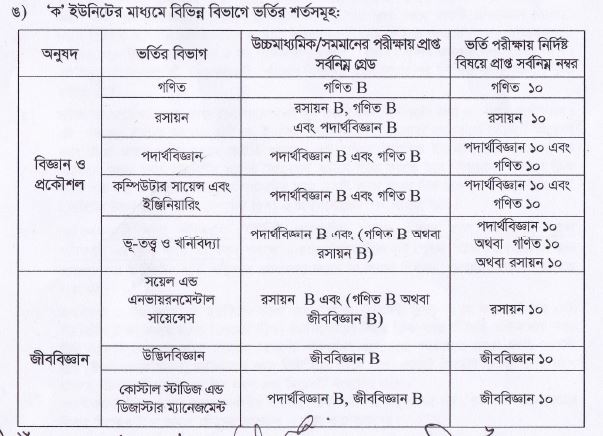 ঙ) 'ক' ইউনিটের মাধ্যমে বিভিন্ন বিভাগে ভর্তির শর্তসমূহঃ
অনুষদ | ভর্তির বিভাগ | উচ্চমাধ্যমিক/সমমানের পরীক্ষায় প্রাপ্ত সর্বনিম্ন গ্রেড | ভর্তি পরীক্ষায় নির্দিষ্ট বিষয়ে প্রাপ্ত সর্বনিম্ন নম্বর
বিজ্ঞান ও প্রকৌশল | গণিত | গণিত B | গণিত ১০
রসায়ন | রসায়ন B, গণিত B এবং পদার্থবিজ্ঞান B | রসায়ন ১০
পদার্থবিজ্ঞান | পদার্থবিজ্ঞান B এবং গণিত B | পদার্থবিজ্ঞান ১০ এবং গণিত ১০
কম্পিউটার সায়েন্স এবং ইঞ্জিনিয়ারিং | পদার্থবিজ্ঞান B এবং গণিত B | পদার্থবিজ্ঞান ১০ এবং গণিত ১০
ভূ-তত্ত্ব ও খনিবিদ্যা | পদার্থবিজ্ঞান B এবং (গণিত B অথবা রসায়ন B) | পদার্থবিজ্ঞান ১০ অথবা গণিত ১০ অথবা রসায়ন ১০
জীববিজ্ঞান | সয়েল এন্ড এনভায়রনমেন্টাল সায়েন্সেস | রসায়ন B এবং (গণিত B অথবা জীববিজ্ঞান B) | রসায়ন ১০
উদ্ভিদবিজ্ঞান | জীববিজ্ঞান B | জীববিজ্ঞান ১০
কোস্টাল স্টাডিজ এন্ড ডিজাস্টার ম্যানেজমেন্ট | পদার্থবিজ্ঞান B, জীববিজ্ঞান B | জীববিজ্ঞান ১০